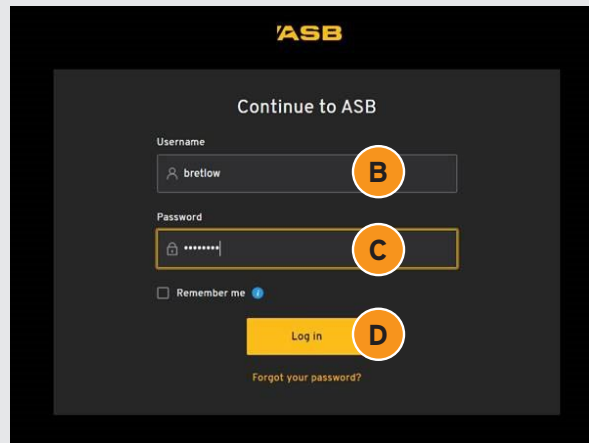 ASB
Continue to ASB
Username
bretlow
B
Password
••••••••
C
Remember me i
Log in
D
Forgot your password?